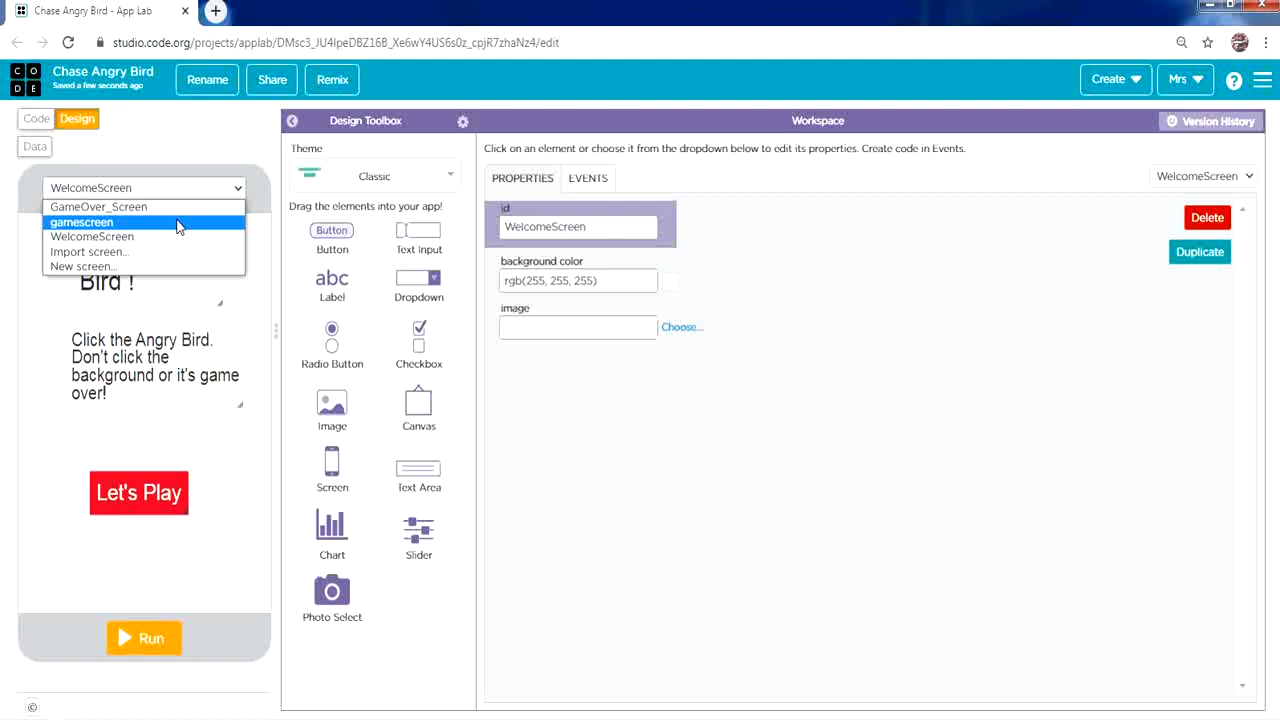 Chase Angry Bird - App Lab
studio.code.org/projects/applab/DMsc3_JU4IpeDBZ16B_Xe6wY4US6s0z_cpjR7zhaNz4/edit
CO
DE
Chase Angry Bird
Saved a few seconds ago
Rename
Share
Remix
Create
Mrs
?
Code
Design
Data
WelcomeScreen
GameOver_Screen
gamescreen
WelcomeScreen
Import screen...
New screen...
Bird !
Click the Angry Bird.
Don't click the
background or it's game
over!
Let's Play
Run
©
Design Toolbox
Theme
Classic
Drag the elements into your app!
Button
Button
Text Input
abc
Label
Dropdown
Radio Button
Checkbox
Image
Canvas
Screen
Text Area
Chart
Slider
Photo Select
Workspace
Version History
Click on an element or choose it from the dropdown below to edit its properties. Create code in Events.
PROPERTIES
EVENTS
WelcomeScreen
id
WelcomeScreen
background color
rgb(255, 255, 255)
image
Choose...
Delete
Duplicate